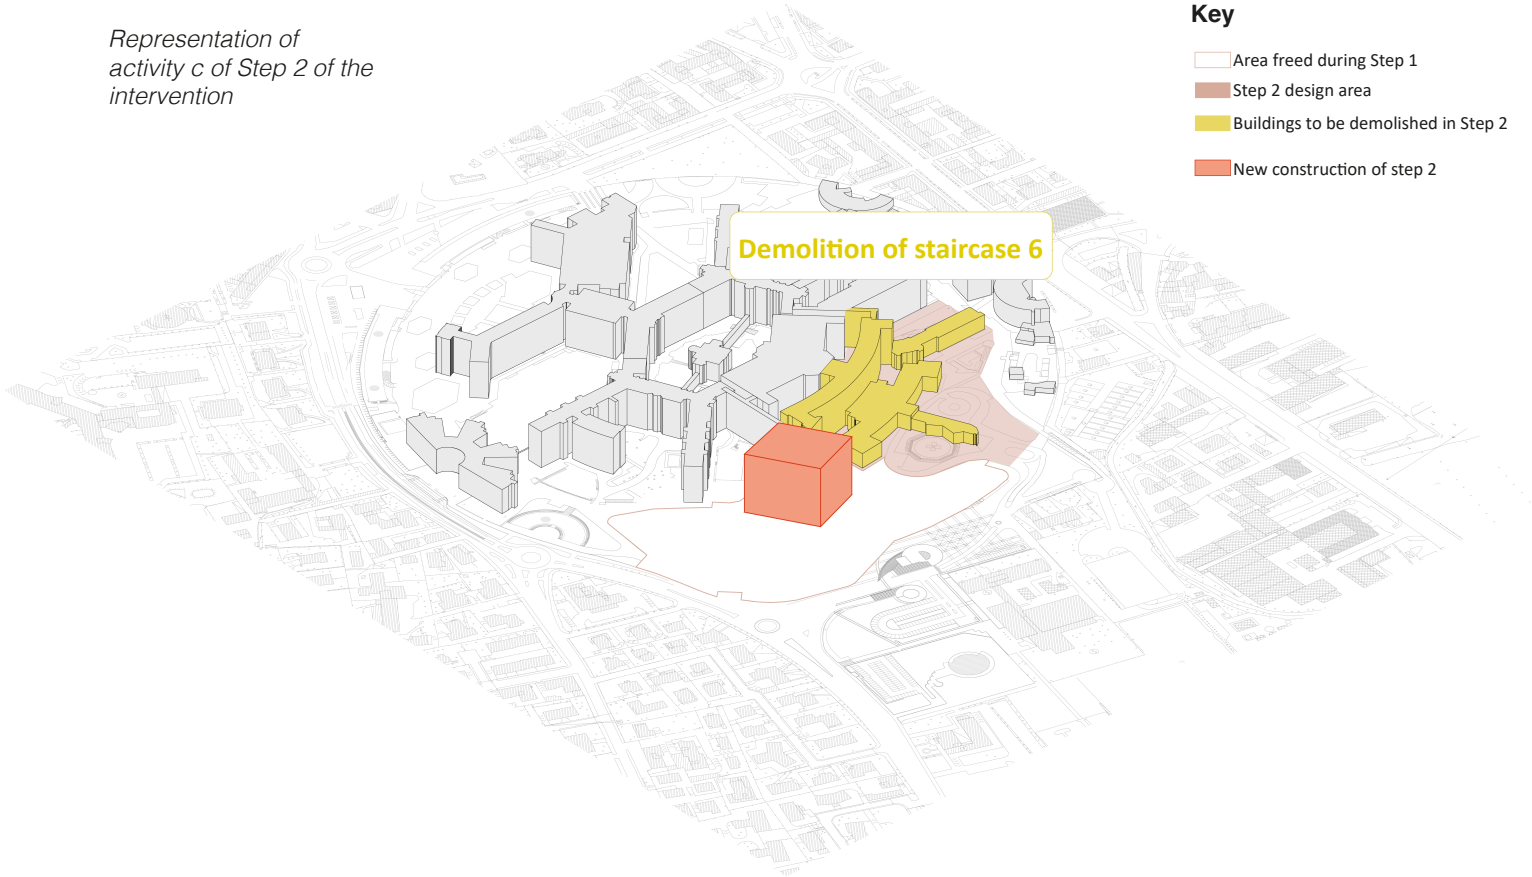 Representation of
activity c of Step 2 of the
intervention
Key
Area freed during Step 1
Step 2 design area
Buildings to be demolished in Step 2
New construction of step 2
Demolition of staircase 6